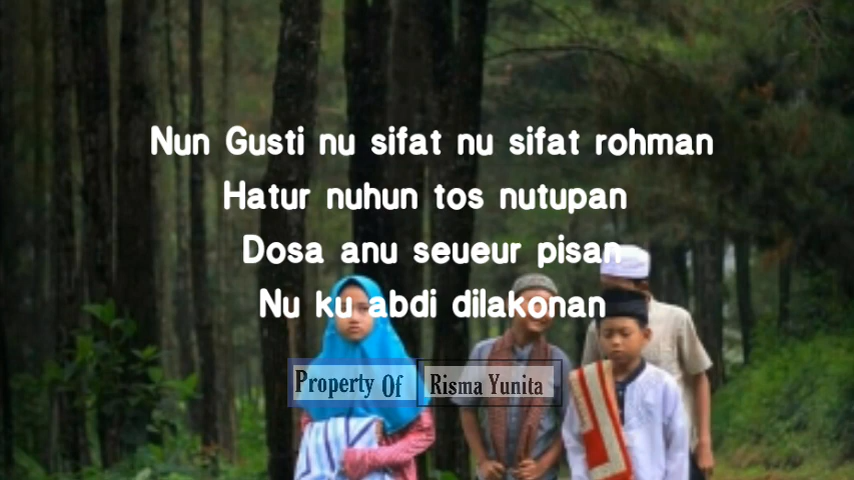 Nun Gusti nu sifat nu sifat rohman
Hatur nuhun tos nutupan
Dosa anu seueur pisan
Nu ku abdi dilakonan
Property Of Risma Yunita